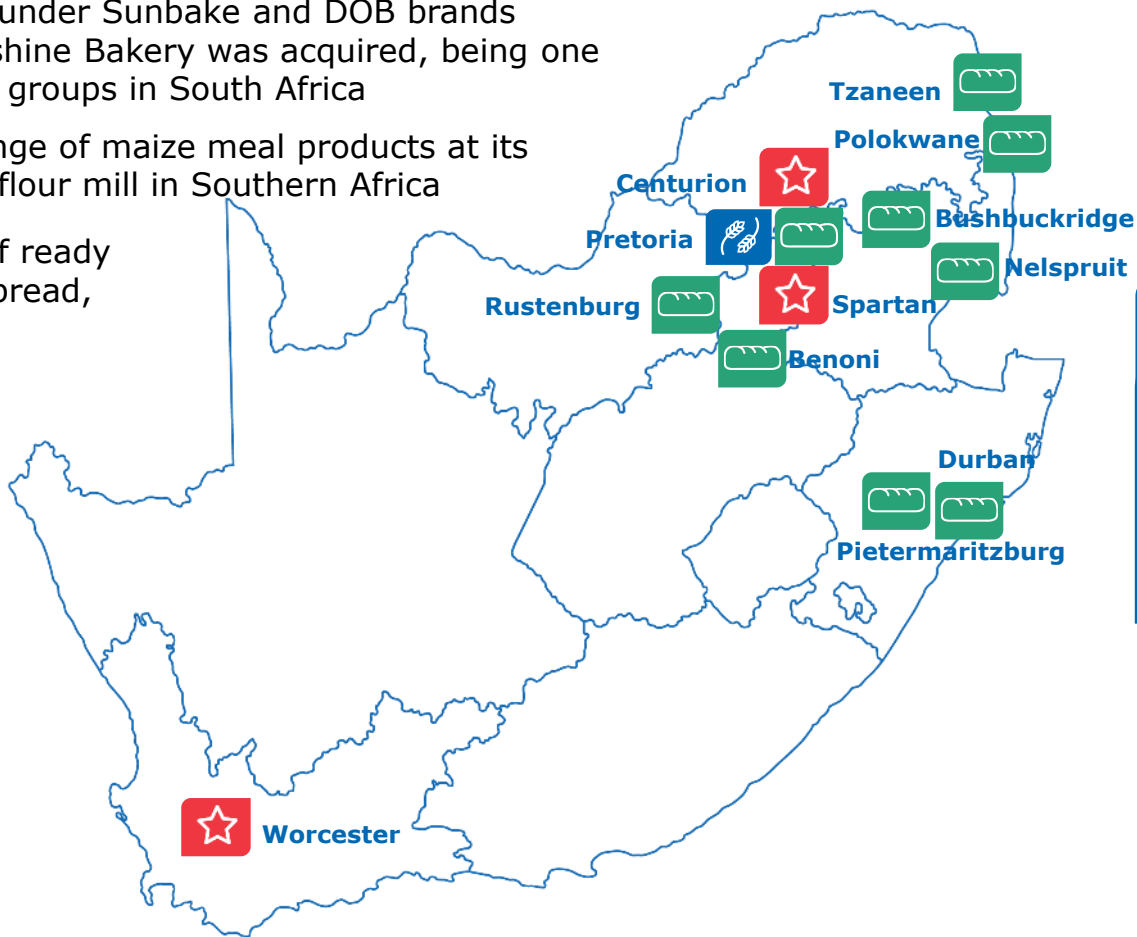 under Sunbake and DOB brands
shine Bakery was acquired, being one
groups in South Africa
nge of maize meal products at its
flour mill in Southern Africa
f ready
bread,
Tzaneen
Polokwane
Centurion
Bushbuckridge
Pretoria
Nelspruit
Rustenburg
Spartan
Benoni
Durban
Pietermaritzburg
Worcester